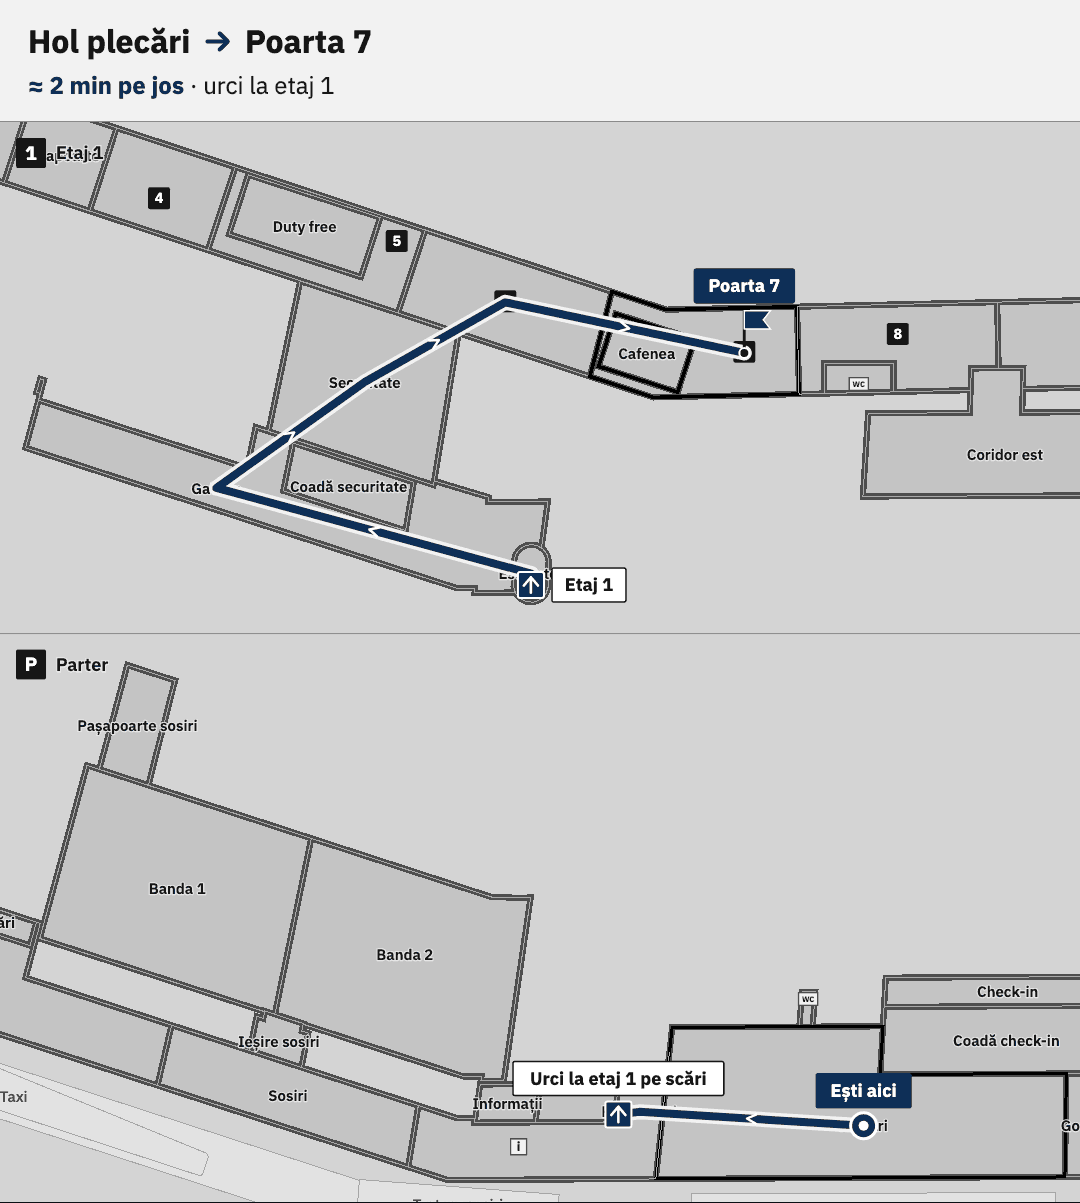 Hol plecări → Poarta 7
≈ 2 min pe jos · urci la etaj 1
1 Etaj 1
4
Duty free
5
Poarta 7
8
Cafenea
wc
Coridor est
Coadă securitate
Etaj 1
P Parter
Pașapoarte sosiri
Banda 1
Banda 2
wc
Check-in
Coadă check-in
Ieșire sosiri
Urci la etaj 1 pe scări
Ești aici
Informații
Sosiri
Taxi
i